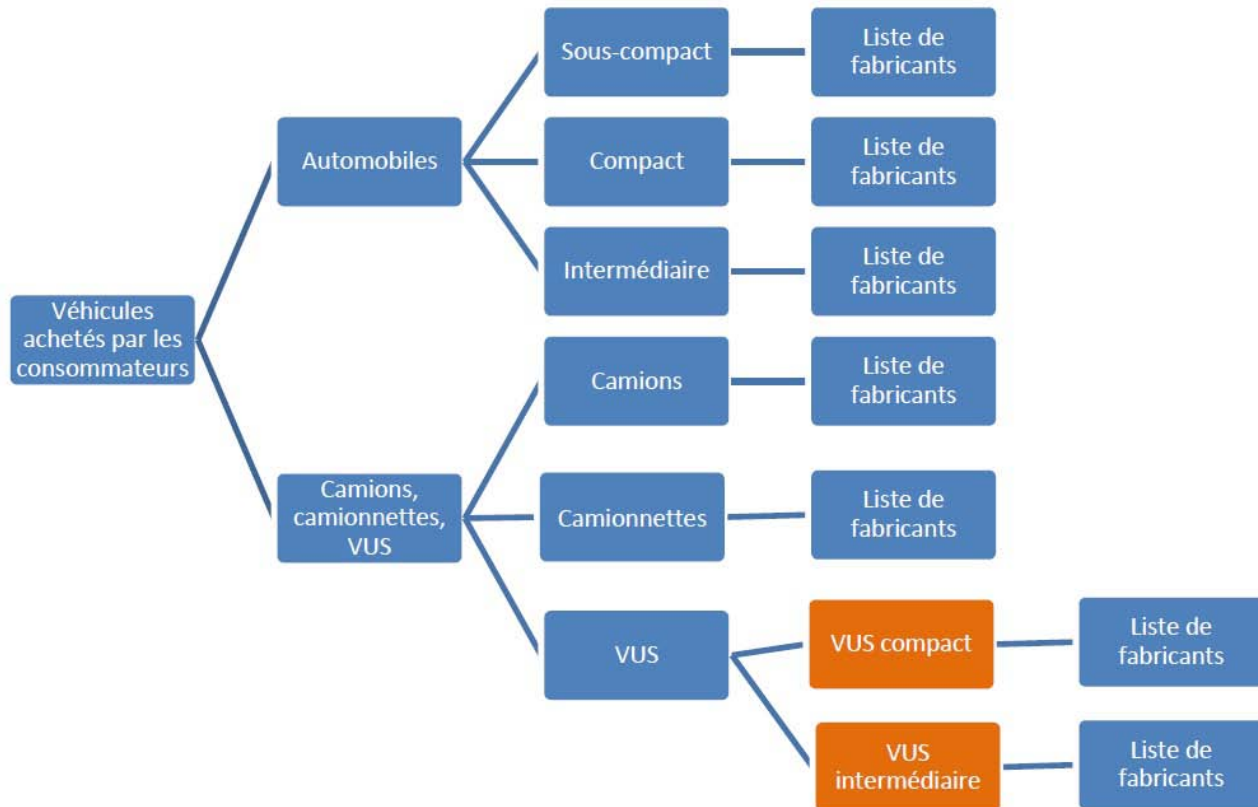 Véhicules
achetés par les
consommateurs
Automobiles
Sous-compact
Liste de
fabricants
Compact
Liste de
fabricants
Intermédiaire
Liste de
fabricants
Camions,
camionnettes,
VUS
Camions
Liste de
fabricants
Camionnettes
Liste de
fabricants
VUS
VUS compact
Liste de
fabricants
VUS
intermédiaire
Liste de
fabricants